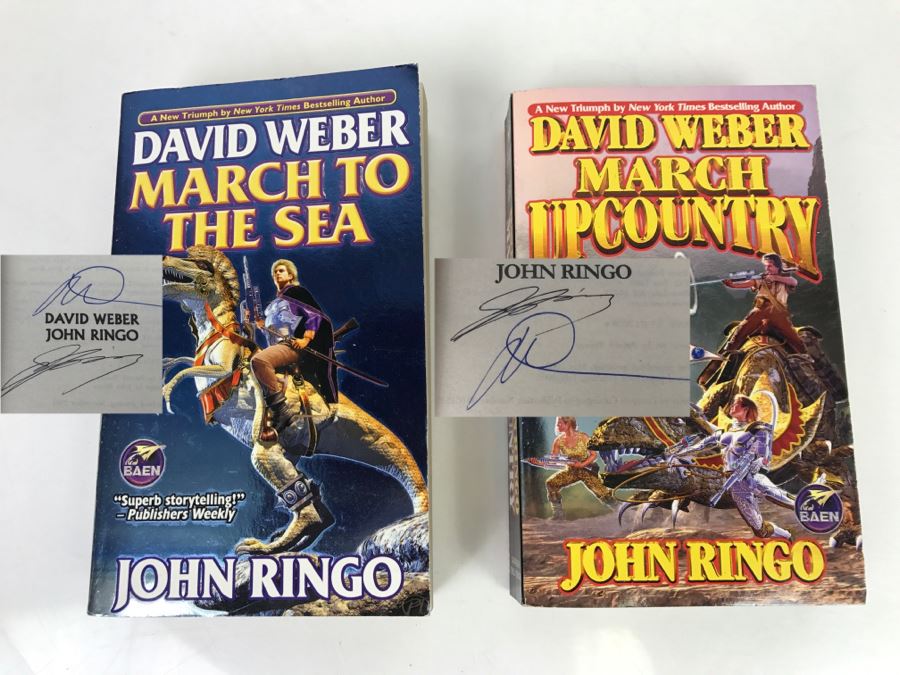 A New Triumph by New York Times Bestselling Author
DAVID WEBER
MARCH TO
THE SEA
DAVID WEBER
JOHN RINGO
BAEN
“Superb storytelling!”
– Publishers Weekly
JOHN RINGO
A New Triumph by New York Times Bestselling Author
DAVID WEBER
MARCH
UPCOUNTRY
JOHN RINGO
BAEN
JOHN RINGO